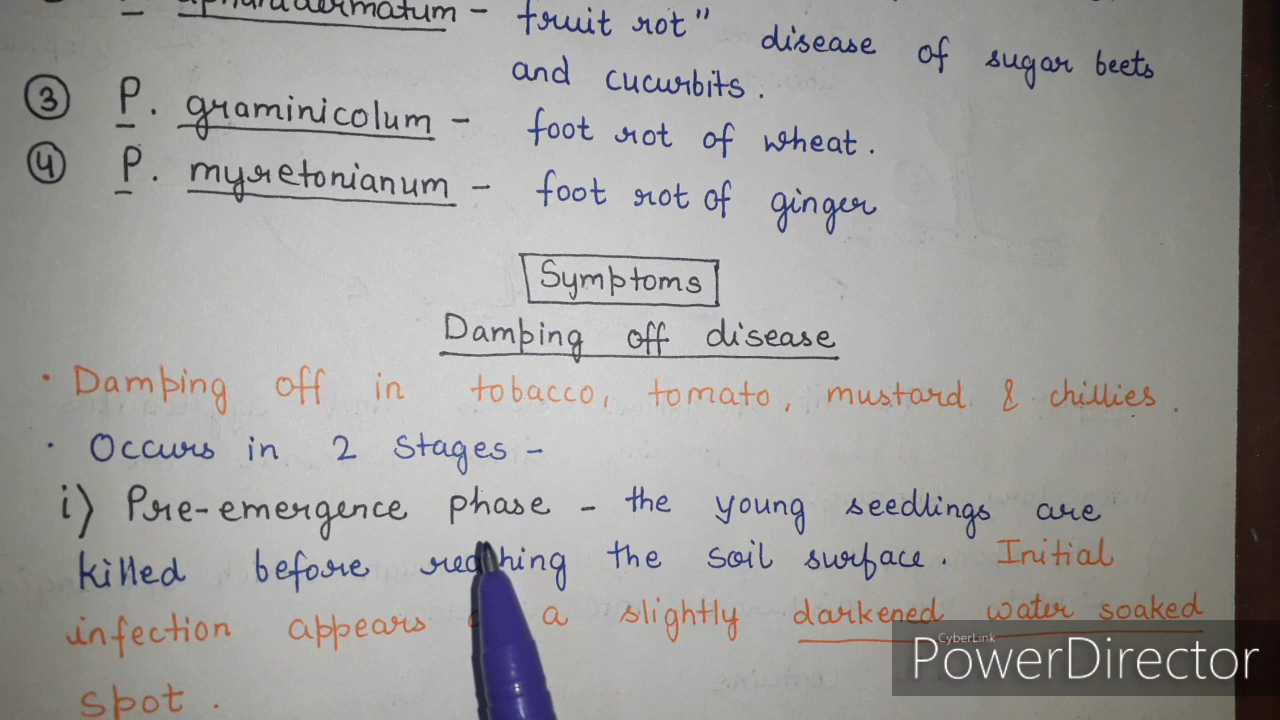 fruit rot" disease of sugar beets
and cucurbits.
③ P. graminicolum - foot rot of wheat.
④ P. myretonianum - foot rot of ginger
Symptoms
Damping off disease
· Damping off in tobacco, tomato, mustard & chillies.
· Occurs in 2 stages -
i) Pre-emergence phase - the young seedlings are
killed before reaching the soil surface. Initial
infection appears a slightly darkened water soaked
spot.
CyberLink
PowerDirector